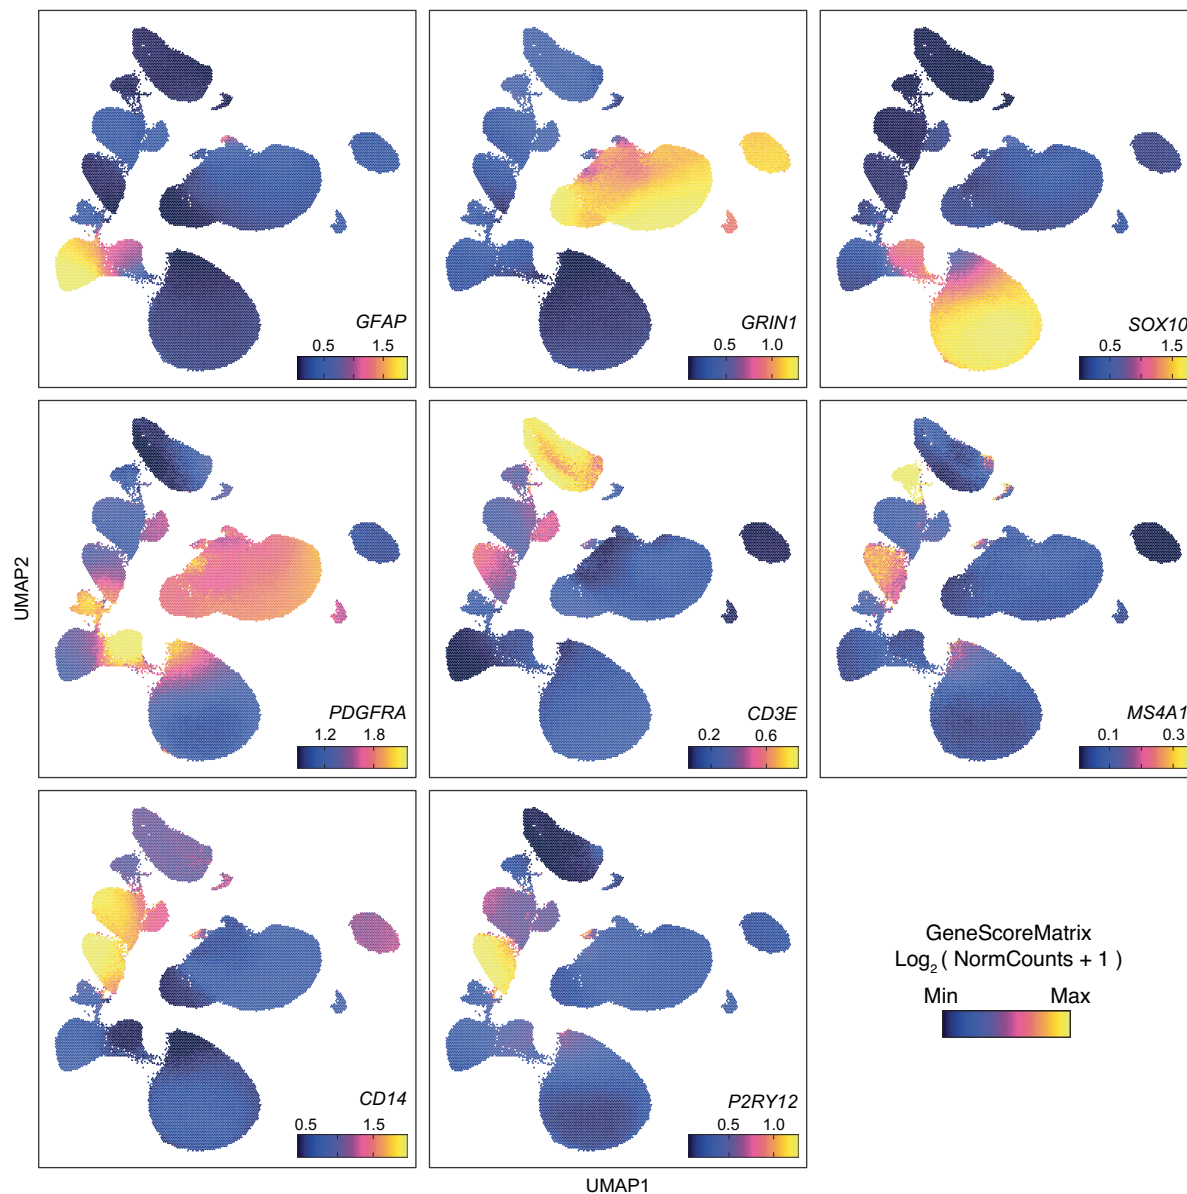 GFAP
0.5 1.5
GRIN1
0.5 1.0
SOX10
0.5 1.5
UMAP2
PDGFRA
1.2 1.8
CD3E
0.2 0.6
MS4A1
0.1 0.3
CD14
0.5 1.5
P2RY12
0.5 1.0
GeneScoreMatrix
Log2 ( NormCounts + 1 )
Min Max
UMAP1